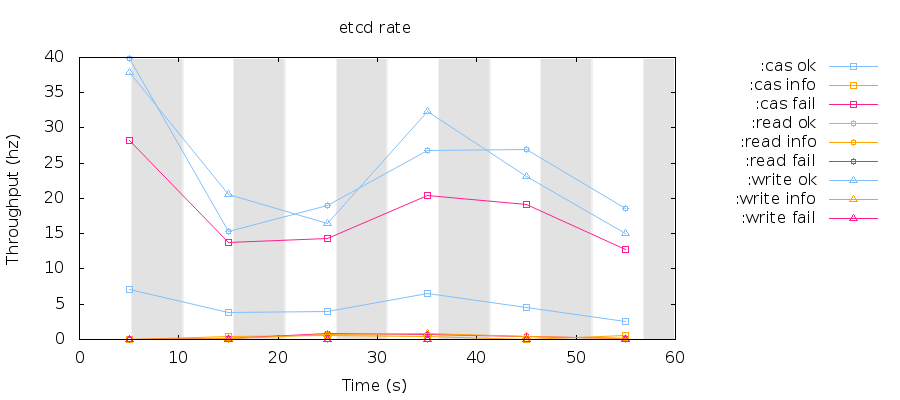 etcd rate
:cas ok
:cas info
:cas fail
:read ok
:read info
:read fail
:write ok
:write info
:write fail
Throughput (hz)
40
35
30
25
20
15
10
5
0
0 10 20 30 40 50 60
Time (s)